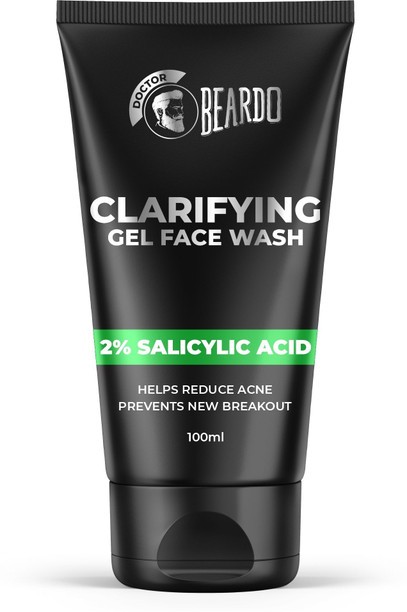 DOCTOR
BEARDO
CLARIFYING
GEL FACE WASH
2% SALICYLIC ACID
HELPS REDUCE ACNE
PREVENTS NEW BREAKOUT
100ml